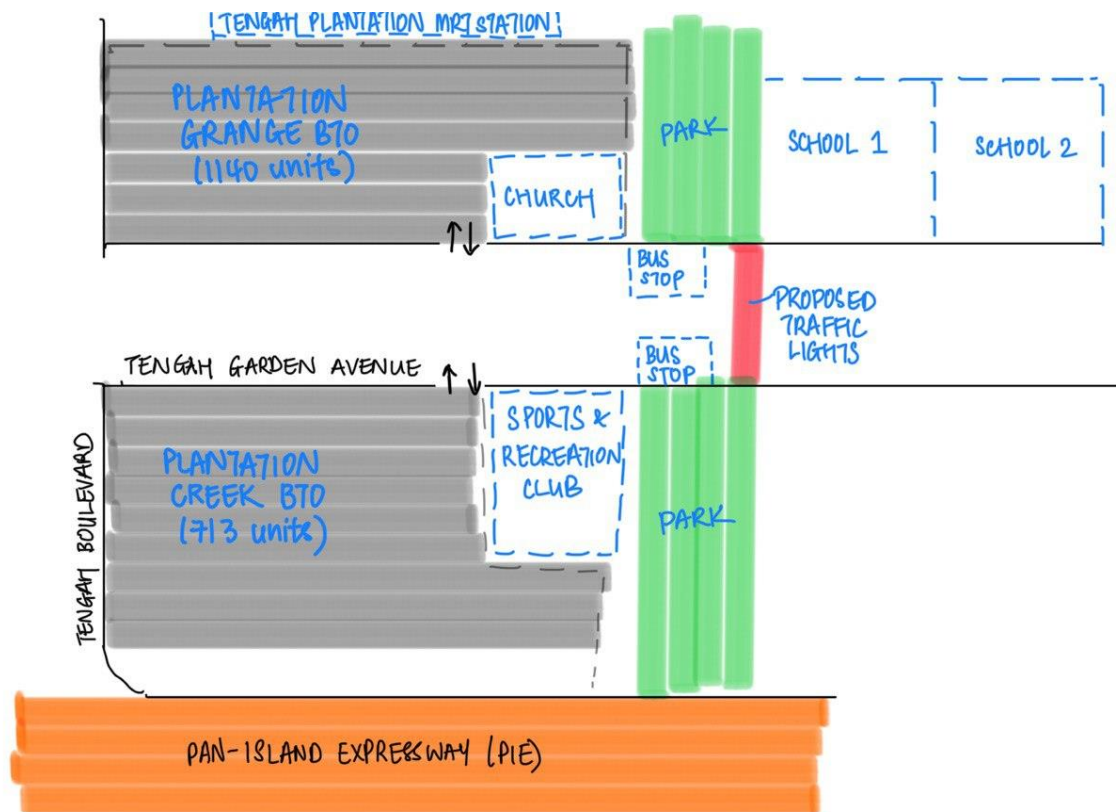 TENGAH PLANTATION MRT STATION
PLANTATION
GRANGE BTO
(1140 units)
CHURCH
PARK
SCHOOL 1
SCHOOL 2
BUS
STOP
PROPOSED
TRAFFIC
LIGHTS
BUS
STOP
TENGAH GARDEN AVENUE
TENGAH BOULEVARD
PLANTATION
CREEK BTO
(713 units)
SPORTS &
RECREATION
CLUB
PARK
PAN-ISLAND EXPRESSWAY (PIE)